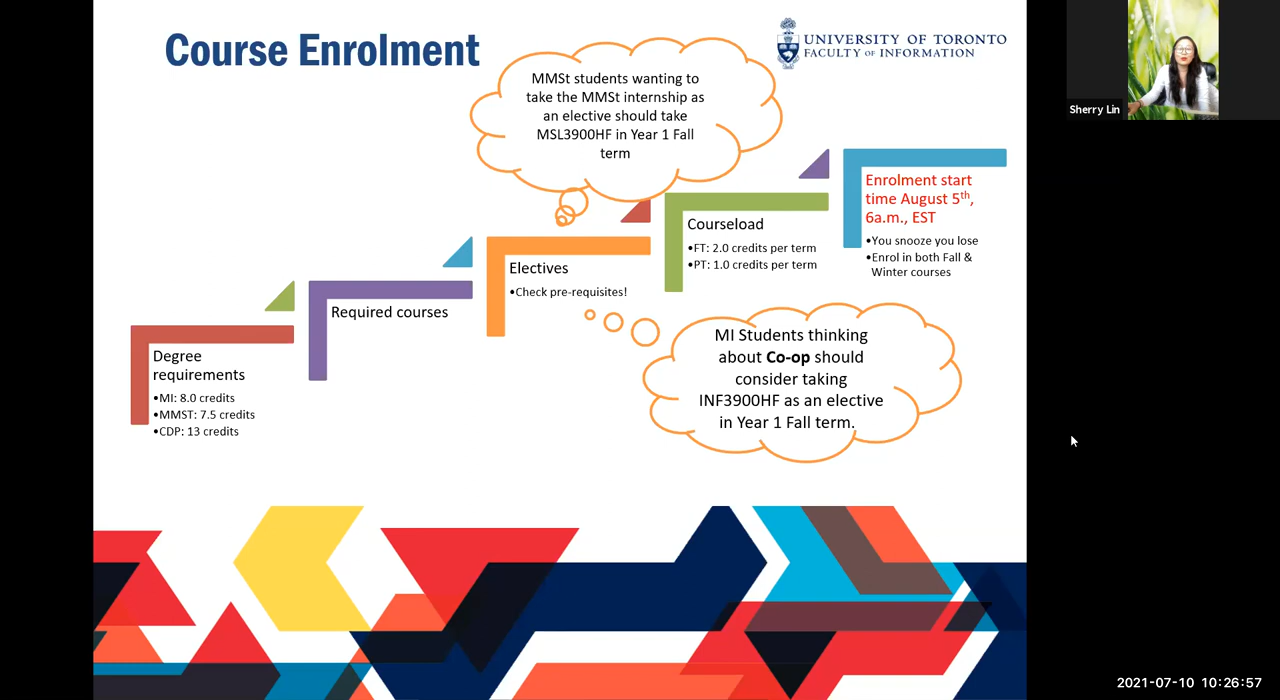 Course Enrolment
UNIVERSITY OF TORONTO
FACULTY OF INFORMATION
Sherry Lin
MMSt students wanting to
take the MMSt internship as
an elective should take
MSL3900HF in Year 1 Fall
term
Degree
requirements
•MI: 8.0 credits
•MMST: 7.5 credits
•CDP: 13 credits
Required courses
Electives
•Check pre-requisites!
Courseload
•FT: 2.0 credits per term
•PT: 1.0 credits per term
Enrolment start
time August 5th,
6a.m., EST
•You snooze you lose
•Enrol in both Fall &
Winter courses
MI Students thinking
about Co-op should
consider taking
INF3900HF as an elective
in Year 1 Fall term.
2021-07-10 10:26:57